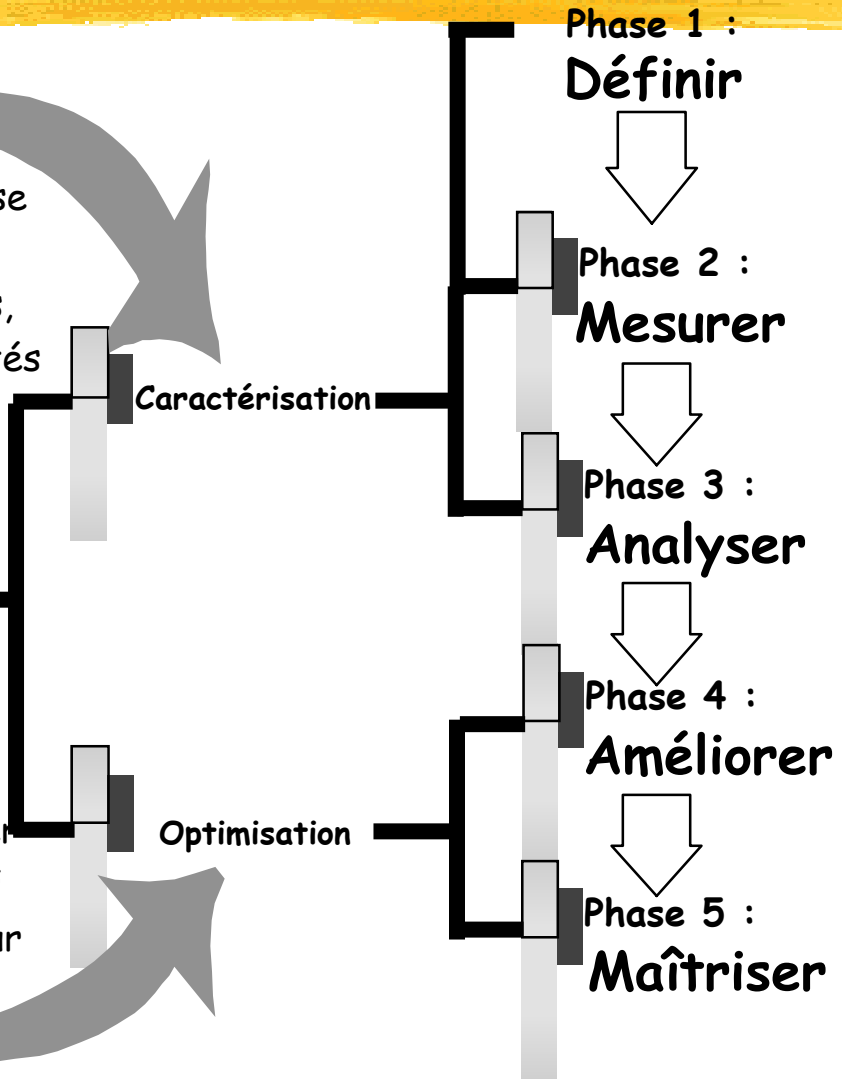 Phase 1 :
Définir
Phase 2 :
Mesurer
Caractérisation
Phase 3 :
Analyser
Phase 4 :
Améliorer
Optimisation
Phase 5 :
Maîtriser